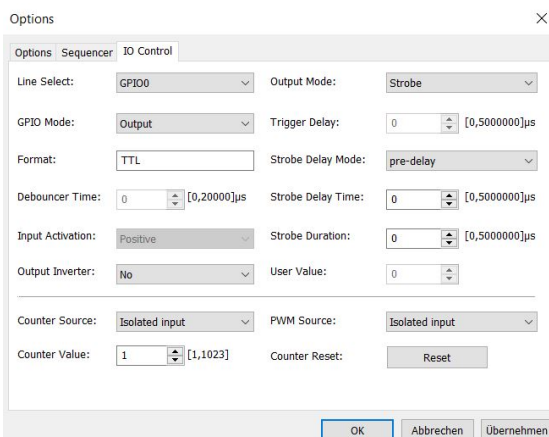 Options
Options Sequencer IO Control
Line Select: GPIO0 Output Mode: Strobe
GPIO Mode: Output Trigger Delay: 0 [0,5000000]µs
Format: TTL Strobe Delay Mode: pre-delay
Debouncer Time: 0 [0,20000]µs Strobe Delay Time: 0 [0,5000000]µs
Input Activation: Positive Strobe Duration: 0 [0,5000000]µs
Output Inverter: No User Value: 0
Counter Source: Isolated input PWM Source: Isolated input
Counter Value: 1 [1,1023] Counter Reset: Reset
OK Abbrechen Übernehmen